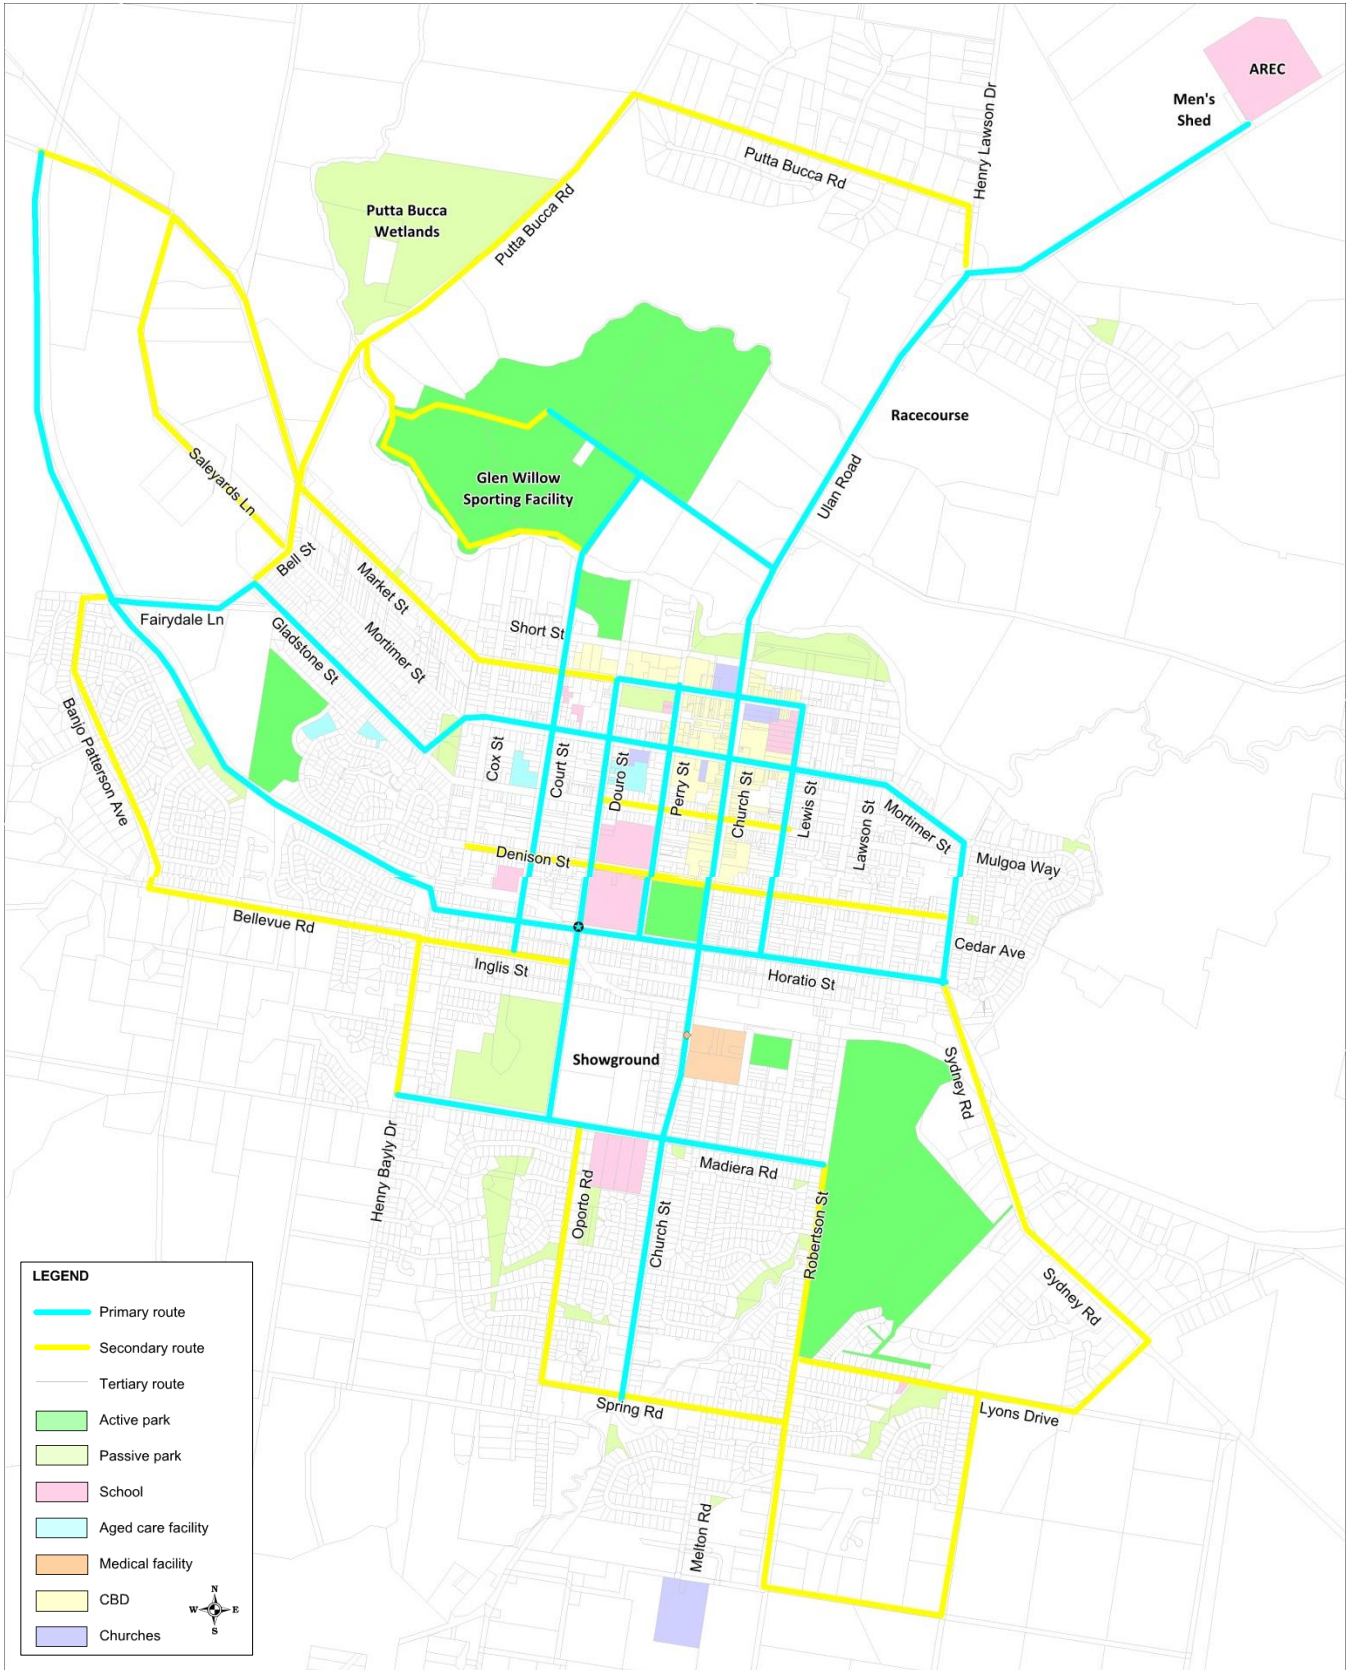 AREC
Men's
Shed
Henry Lawson Dr
Putta Bucca Rd
Putta Bucca
Wetlands
Putta Bucca Rd
Racecourse
Ulan Road
Glen Willow
Sporting Facility
Saleyards Ln
Bell St
Market St
Fairydale Ln
Gladstone St
Mortimer St
Short St
Banjo Patterson Ave
Cox St
Court St
Douro St
Perry St
Church St
Lewis St
Lawson St
Mortimer St
Mulgoa Way
Denison St
Bellevue Rd
Cedar Ave
Inglis St
Horatio St
Showground
Sydney Rd
Henry Bayly Dr
Madiera Rd
Oporto Rd
Church St
Robertson St
Sydney Rd
Spring Rd
Lyons Drive
Melton Rd
LEGEND
Primary route
Secondary route
Tertiary route
Active park
Passive park
School
Aged care facility
Medical facility
CBD
Churches
N
W E
S